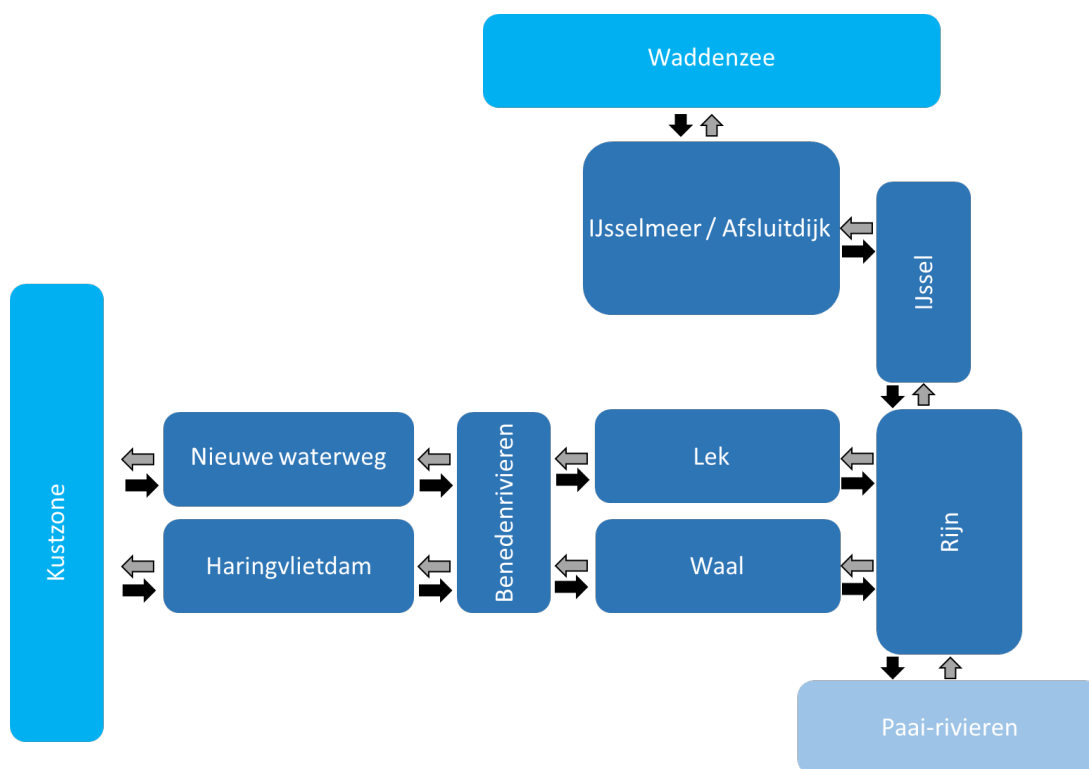 Waddenzee
IJsselmeer / Afsluitdijk
IJssel
Kustzone
Nieuwe waterweg
Benedenrivieren
Lek
Rijn
Haringvlietdam
Waal
Paai-rivieren